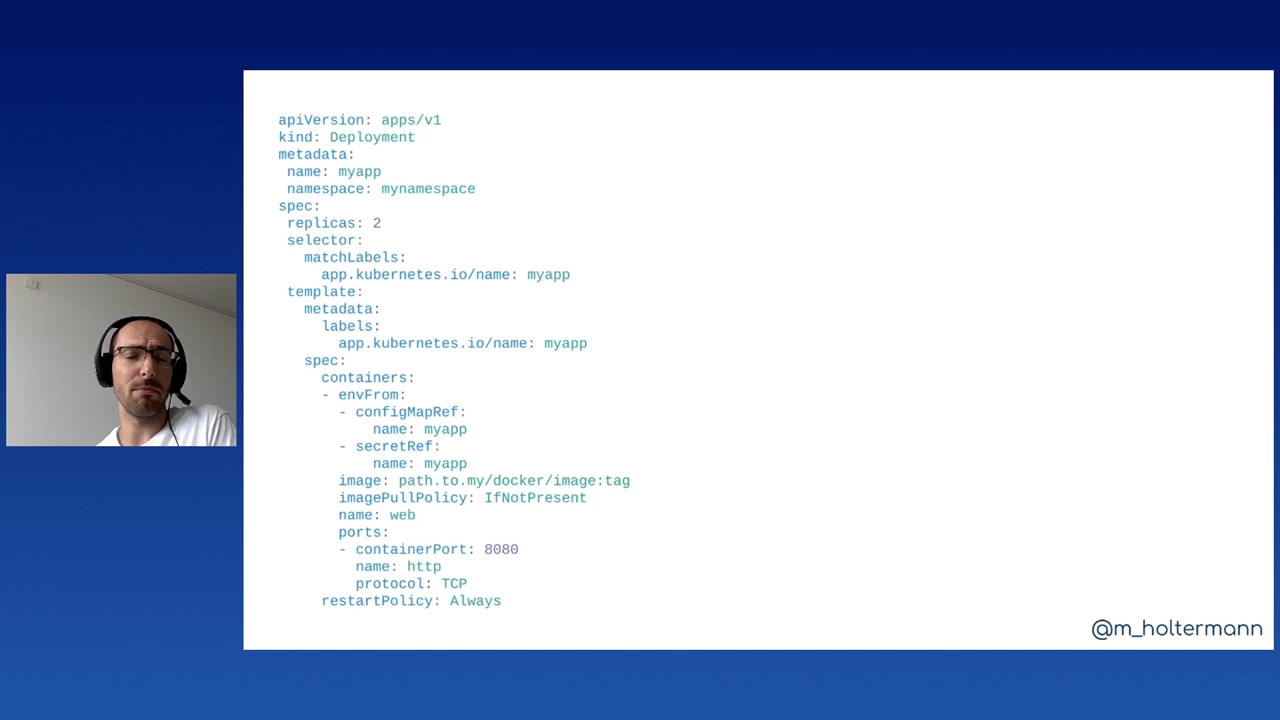 apiVersion: apps/v1
kind: Deployment
metadata:
 name: myapp
 namespace: mynamespace
spec:
 replicas: 2
 selector:
   matchLabels:
     app.kubernetes.io/name: myapp
 template:
   metadata:
     labels:
       app.kubernetes.io/name: myapp
   spec:
     containers:
     - envFrom:
       - configMapRef:
           name: myapp
       - secretRef:
           name: myapp
       image: path.to.my/docker/image:tag
       imagePullPolicy: IfNotPresent
       name: web
       ports:
       - containerPort: 8080
         name: http
         protocol: TCP
     restartPolicy: Always
@m_holtermann